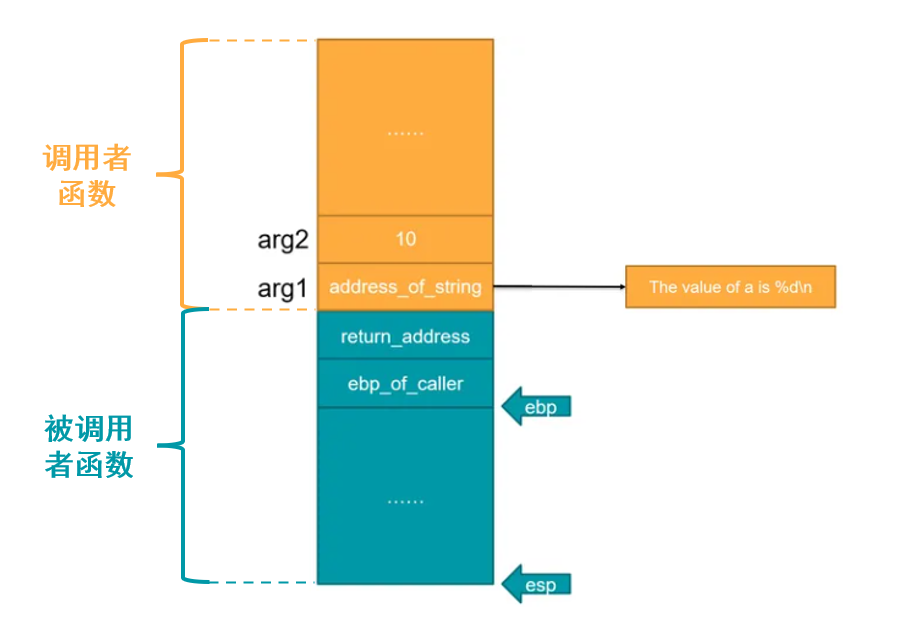 ……
调用者
函数
arg2
10
arg1
address_of_string
The value of a is %d\n
return_address
ebp_of_caller
ebp
被调用
者函数
……
esp